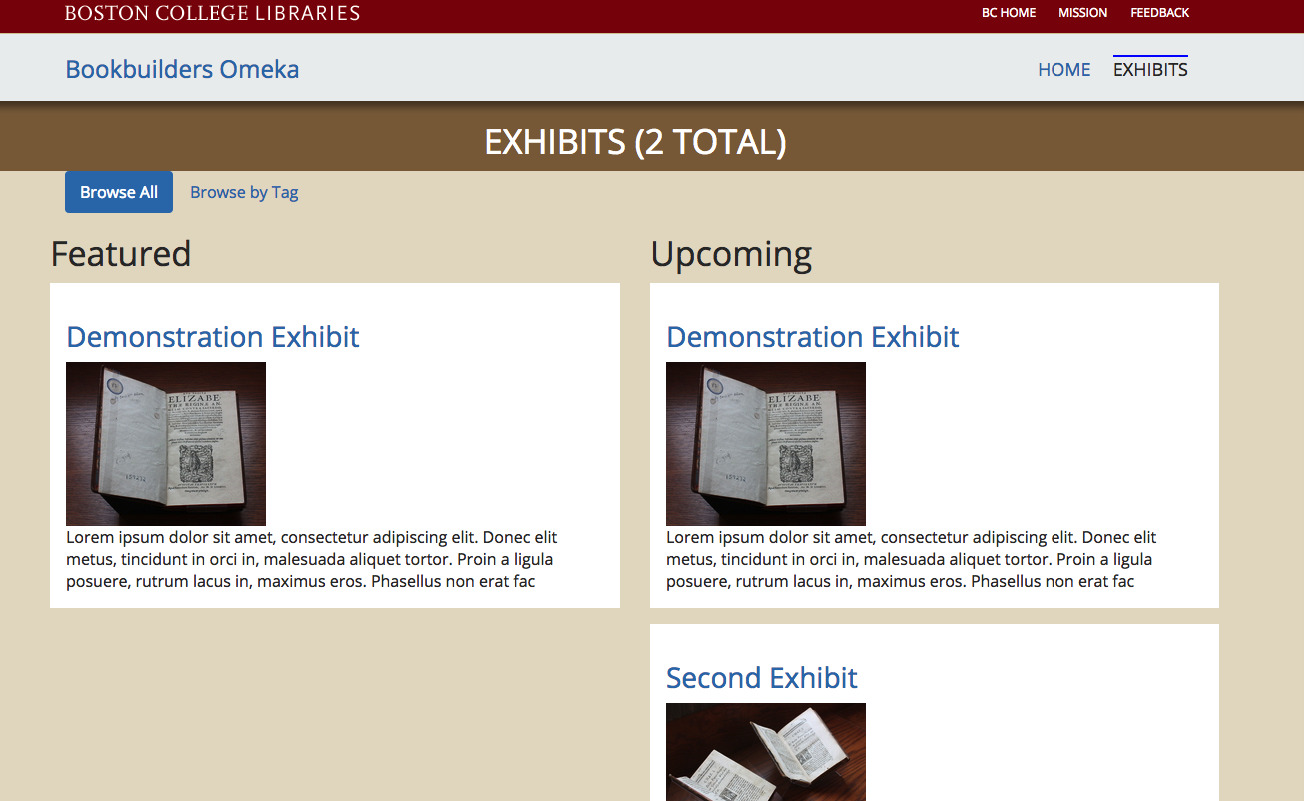 BOSTON COLLEGE LIBRARIES
BC HOME MISSION FEEDBACK
Bookbuilders Omeka
HOME EXHIBITS
EXHIBITS (2 TOTAL)
Browse All Browse by Tag
Featured
Demonstration Exhibit
ELIZABE
Lorem ipsum dolor sit amet, consectetur adipiscing elit. Donec elit
metus, tincidunt in orci in, malesuada aliquet tortor. Proin a ligula
posuere, rutrum lacus in, maximus eros. Phasellus non erat fac
Upcoming
Demonstration Exhibit
ELIZABE
Lorem ipsum dolor sit amet, consectetur adipiscing elit. Donec elit
metus, tincidunt in orci in, malesuada aliquet tortor. Proin a ligula
posuere, rutrum lacus in, maximus eros. Phasellus non erat fac
Second Exhibit